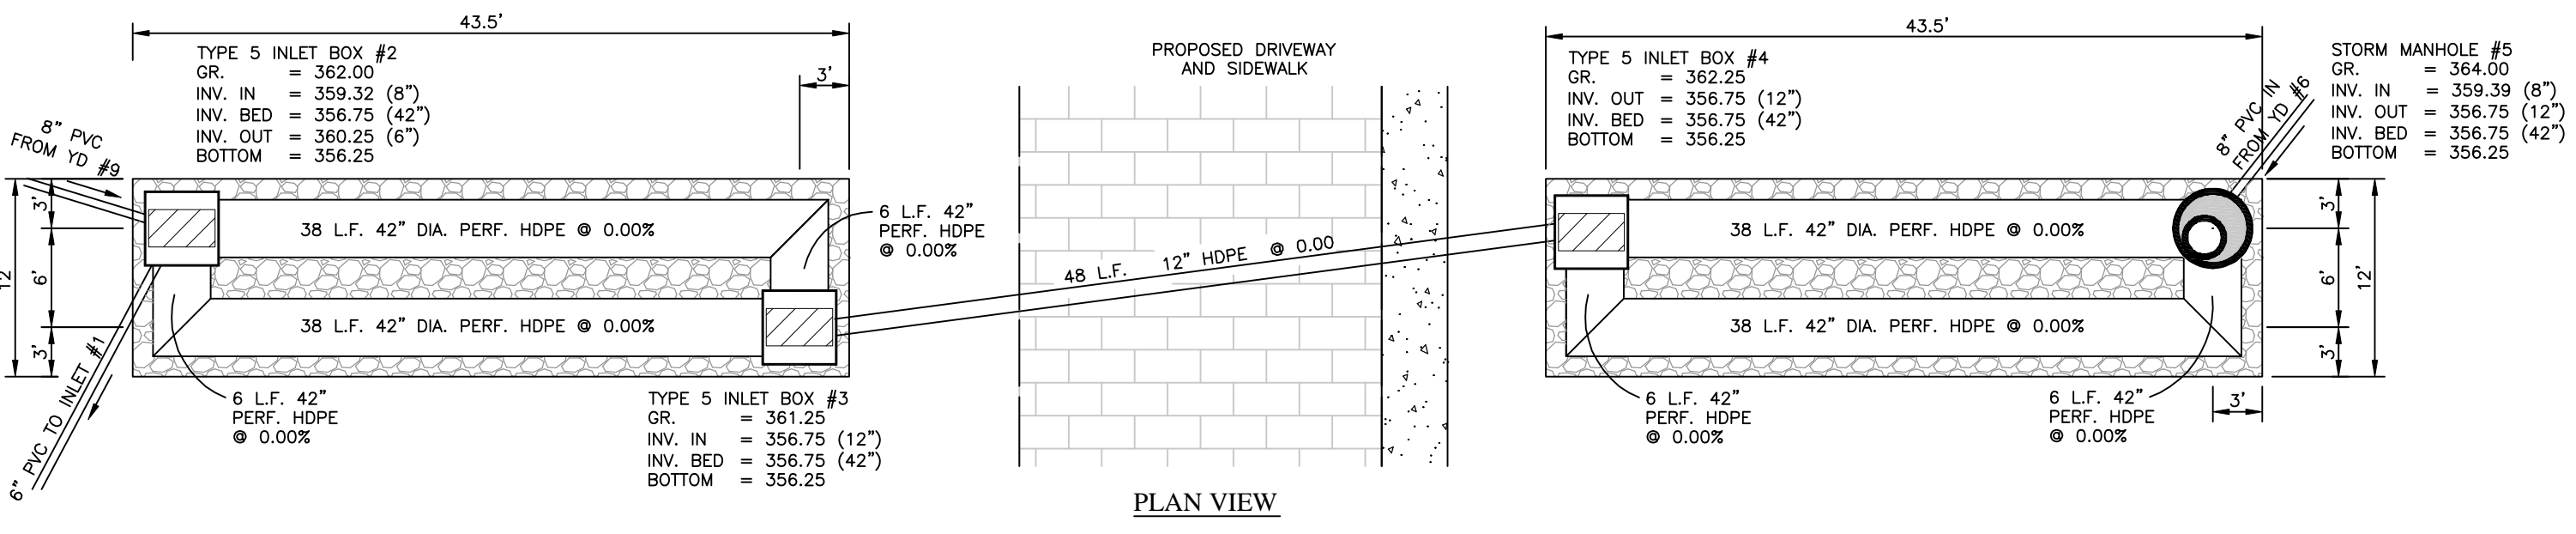 43.5'
TYPE 5 INLET BOX #2
GR. = 362.00
INV. IN = 359.32 (8")
INV. BED = 356.75 (42")
INV. OUT = 360.25 (6")
BOTTOM = 356.25
3'
8" PVC
FROM YD #9
12'
3'
6'
3'
38 L.F. 42" DIA. PERF. HDPE @ 0.00%
38 L.F. 42" DIA. PERF. HDPE @ 0.00%
6 L.F. 42"
PERF. HDPE
@ 0.00%
6" PVC TO INLET #1
6 L.F. 42"
PERF. HDPE
@ 0.00%
TYPE 5 INLET BOX #3
GR. = 361.25
INV. IN = 356.75 (12")
INV. BED = 356.75 (42")
BOTTOM = 356.25
PROPOSED DRIVEWAY
AND SIDEWALK
48 L.F. 12" HDPE @ 0.00
PLAN VIEW
43.5'
TYPE 5 INLET BOX #4
GR. = 362.25
INV. OUT = 356.75 (12")
INV. BED = 356.75 (42")
BOTTOM = 356.25
STORM MANHOLE #5
GR. = 364.00
INV. IN = 359.39 (8")
INV. OUT = 356.75 (12")
INV. BED = 356.75 (42")
BOTTOM = 356.25
8" PVC IN
FROM YD #6
38 L.F. 42" DIA. PERF. HDPE @ 0.00%
38 L.F. 42" DIA. PERF. HDPE @ 0.00%
3'
6'
3'
12'
6 L.F. 42"
PERF. HDPE
@ 0.00%
6 L.F. 42"
PERF. HDPE
@ 0.00%
3'